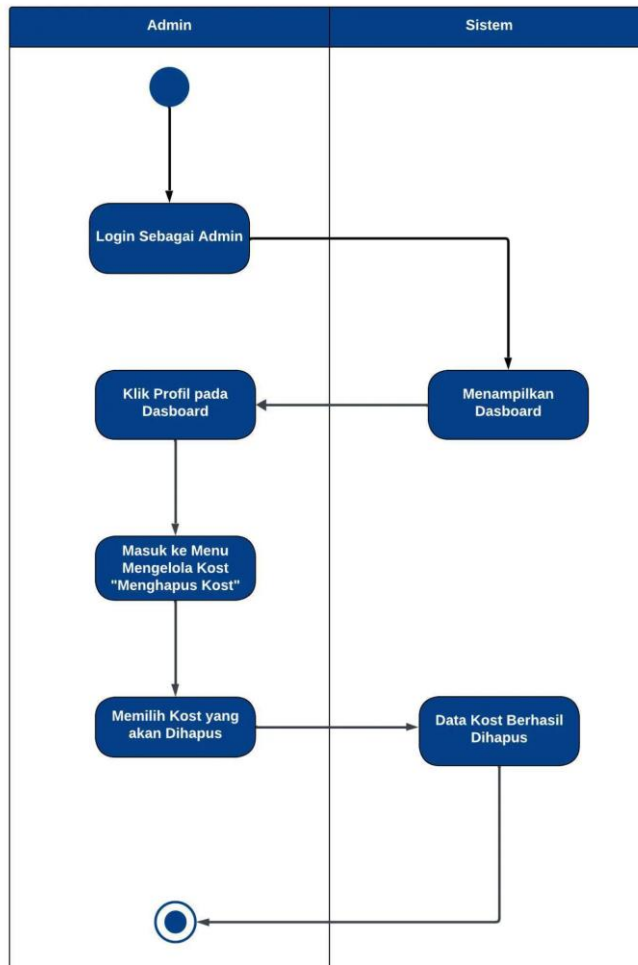 Admin
Sistem
Login Sebagai Admin
Klik Profil pada
Dasboard
Menampilkan
Dasboard
Masuk ke Menu
Mengelola Kost
"Menghapus Kost"
Memilih Kost yang
akan Dihapus
Data Kost Berhasil
Dihapus